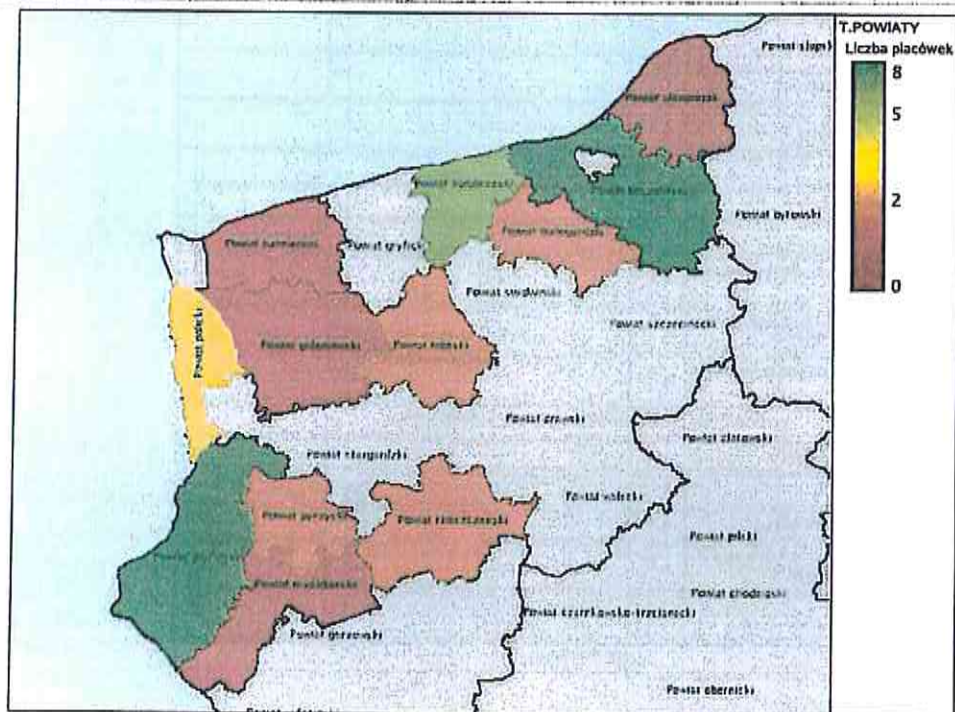 T.POWIATY
Liczba placówek
8
5
2
0
Powiat sławieński
Powiat kołobrzeski
Powiat koszaliński
Powiat bytowski
Powiat białogardzki
Powiat kamieński
Powiat gryficki
Powiat świdwiński
Powiat szczecinecki
Powiat policki
Powiat goleniowski
Powiat łobeski
Powiat drawski
Powiat złotowski
Powiat stargardzki
Powiat wałecki
Powiat pyrzycki
Powiat choszczeński
Powiat pilski
Powiat gryfiński
Powiat myśliborski
Powiat chodzieski
Powiat czarnkowsko-trzcianecki
Powiat gorzowski
Powiat obornicki